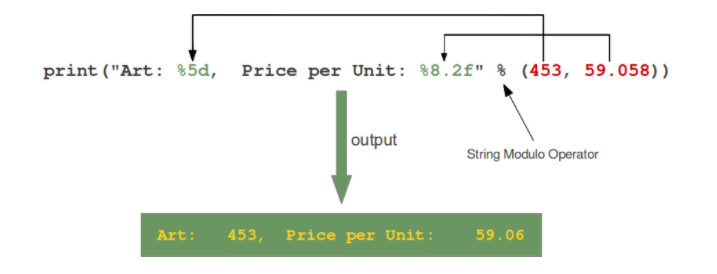 print("Art: %5d,  Price per Unit: %8.2f" % (453, 59.058))
output
String Modulo Operator
Art:   453,  Price per Unit:    59.06